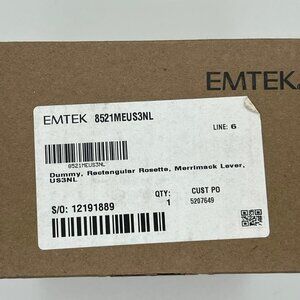 EMTEK
EMTEK 8521MEUS3NL
LINE: 6
8521MEUS3NL
Dummy, Rectangular Rosette, Merrimack Lever,
US3NL
QTY: CUST PO
S/O: 12191889 1 5207649